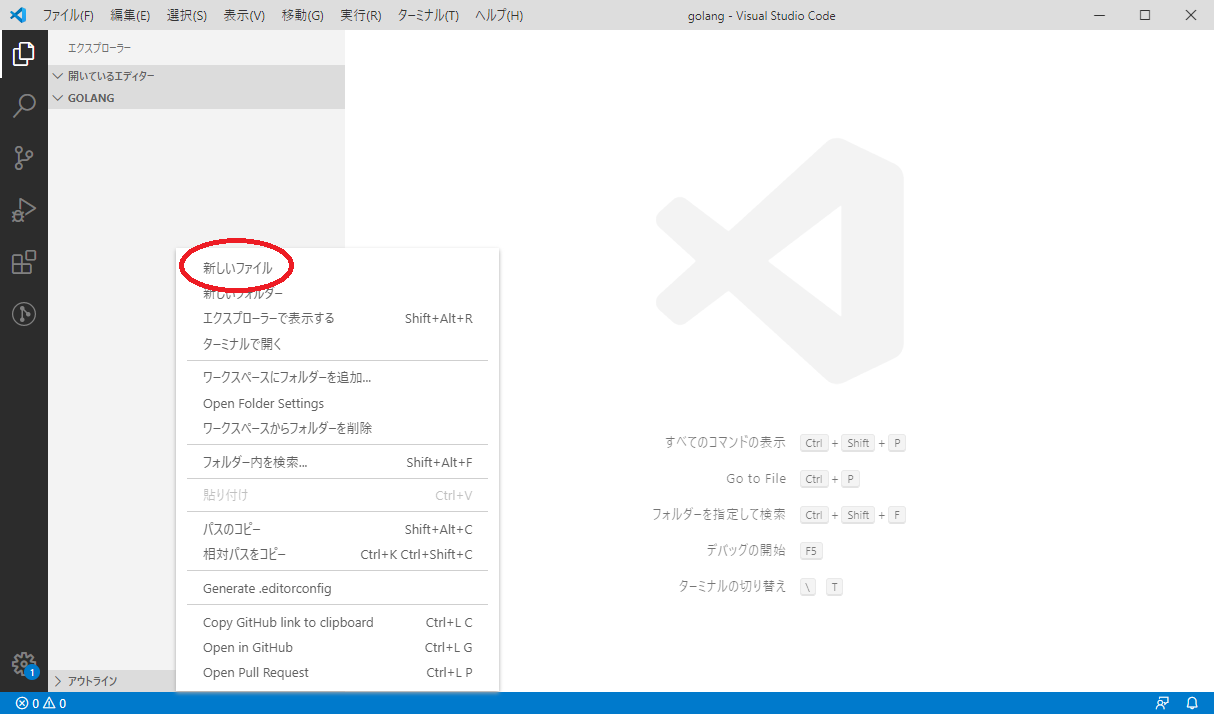 ファイル(F) 編集(E) 選択(S) 表示(V) 移動(G) 実行(R) ターミナル(T) ヘルプ(H) golang - Visual Studio Code
エクスプローラー
開いているエディター
GOLANG
新しいファイル
新しいフォルダー
エクスプローラーで表示する Shift+Alt+R
ターミナルで開く
ワークスペースにフォルダーを追加...
Open Folder Settings
ワークスペースからフォルダーを削除
フォルダー内を検索... Shift+Alt+F
貼り付け Ctrl+V
パスのコピー Shift+Alt+C
相対パスをコピー Ctrl+K Ctrl+Shift+C
Generate .editorconfig
Copy GitHub link to clipboard Ctrl+L C
Open in GitHub Ctrl+L G
Open Pull Request Ctrl+L P
すべてのコマンドの表示 Ctrl + Shift + P
Go to File Ctrl + P
フォルダーを指定して検索 Ctrl + Shift + F
デバッグの開始 F5
ターミナルの切り替え \ T
1
アウトライン
0 0